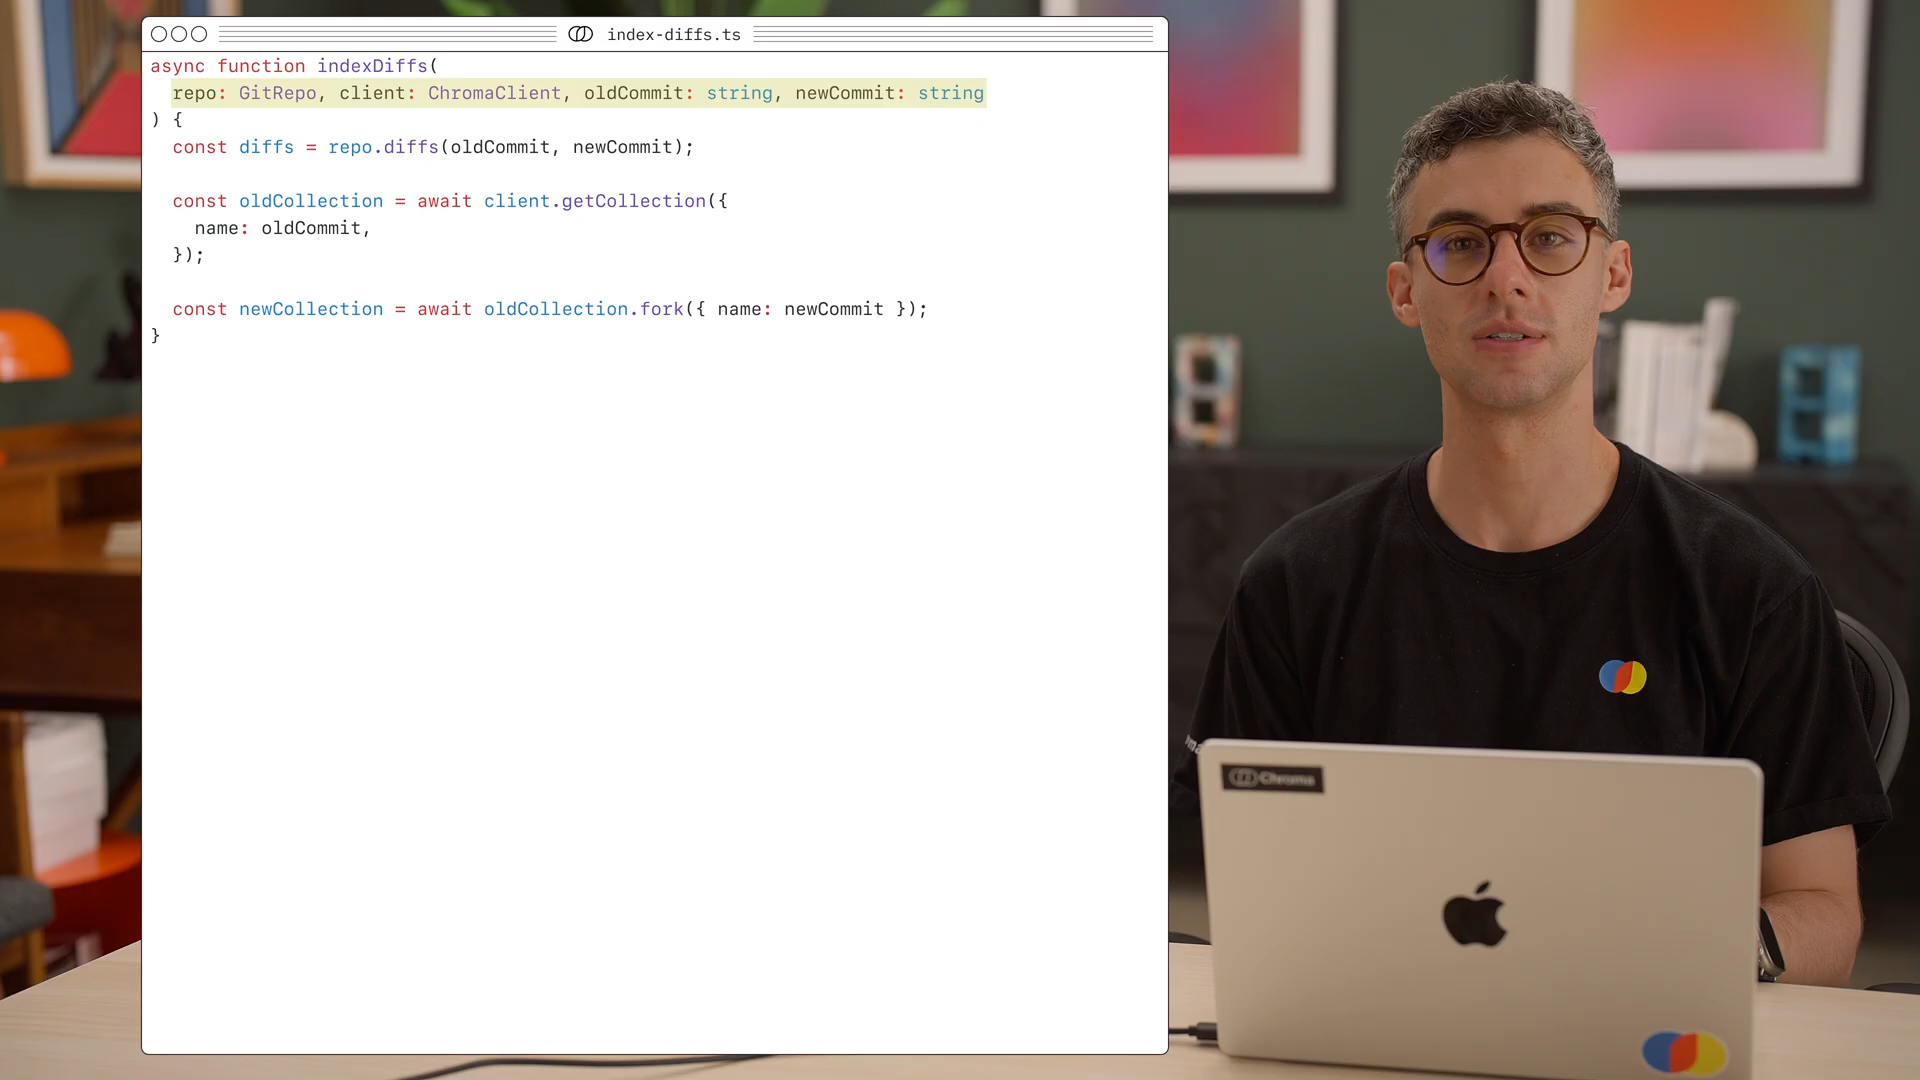 index-diffs.ts
async function indexDiffs(
  repo: GitRepo, client: ChromaClient, oldCommit: string, newCommit: string
) {
  const diffs = repo.diffs(oldCommit, newCommit);
  const oldCollection = await client.getCollection({
    name: oldCommit,
  });
  const newCollection = await oldCollection.fork({ name: newCommit });
}
Chroma